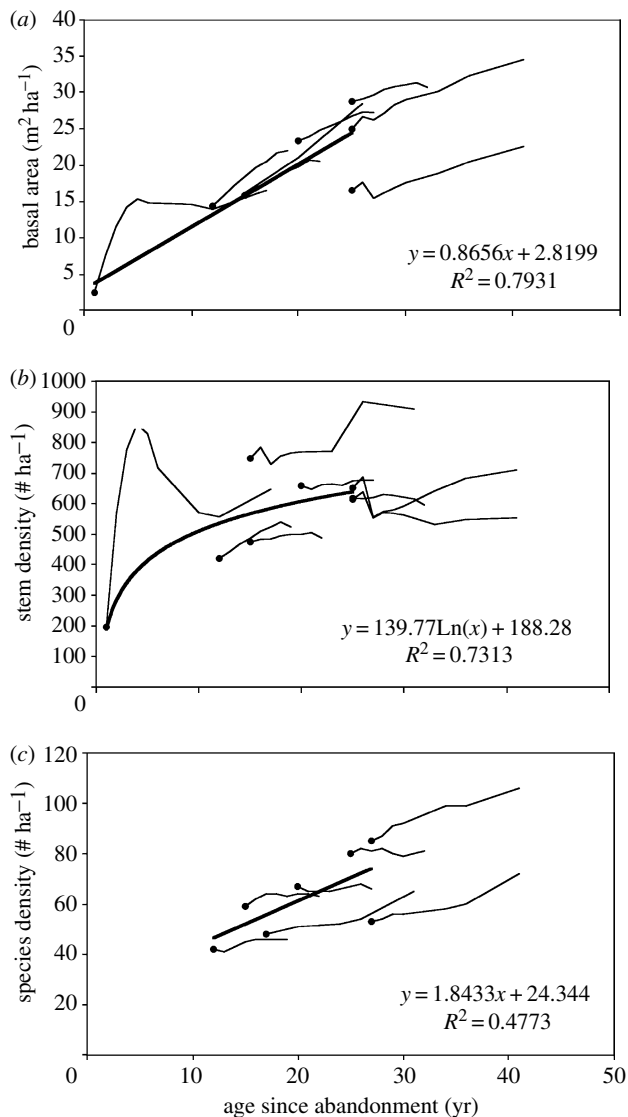 (a)
40
35
30
25
20
15
10
5
0
basal area (m² ha⁻¹)
y = 0.8656x + 2.8199
R² = 0.7931
(b)
1000
900
800
700
600
500
400
300
200
100
0
stem density (# ha⁻¹)
y = 139.77Ln(x) + 188.28
R² = 0.7313
(c)
120
100
80
60
40
20
species density (# ha⁻¹)
y = 1.8433x + 24.344
R² = 0.4773
0 10 20 30 40 50
age since abandonment (yr)